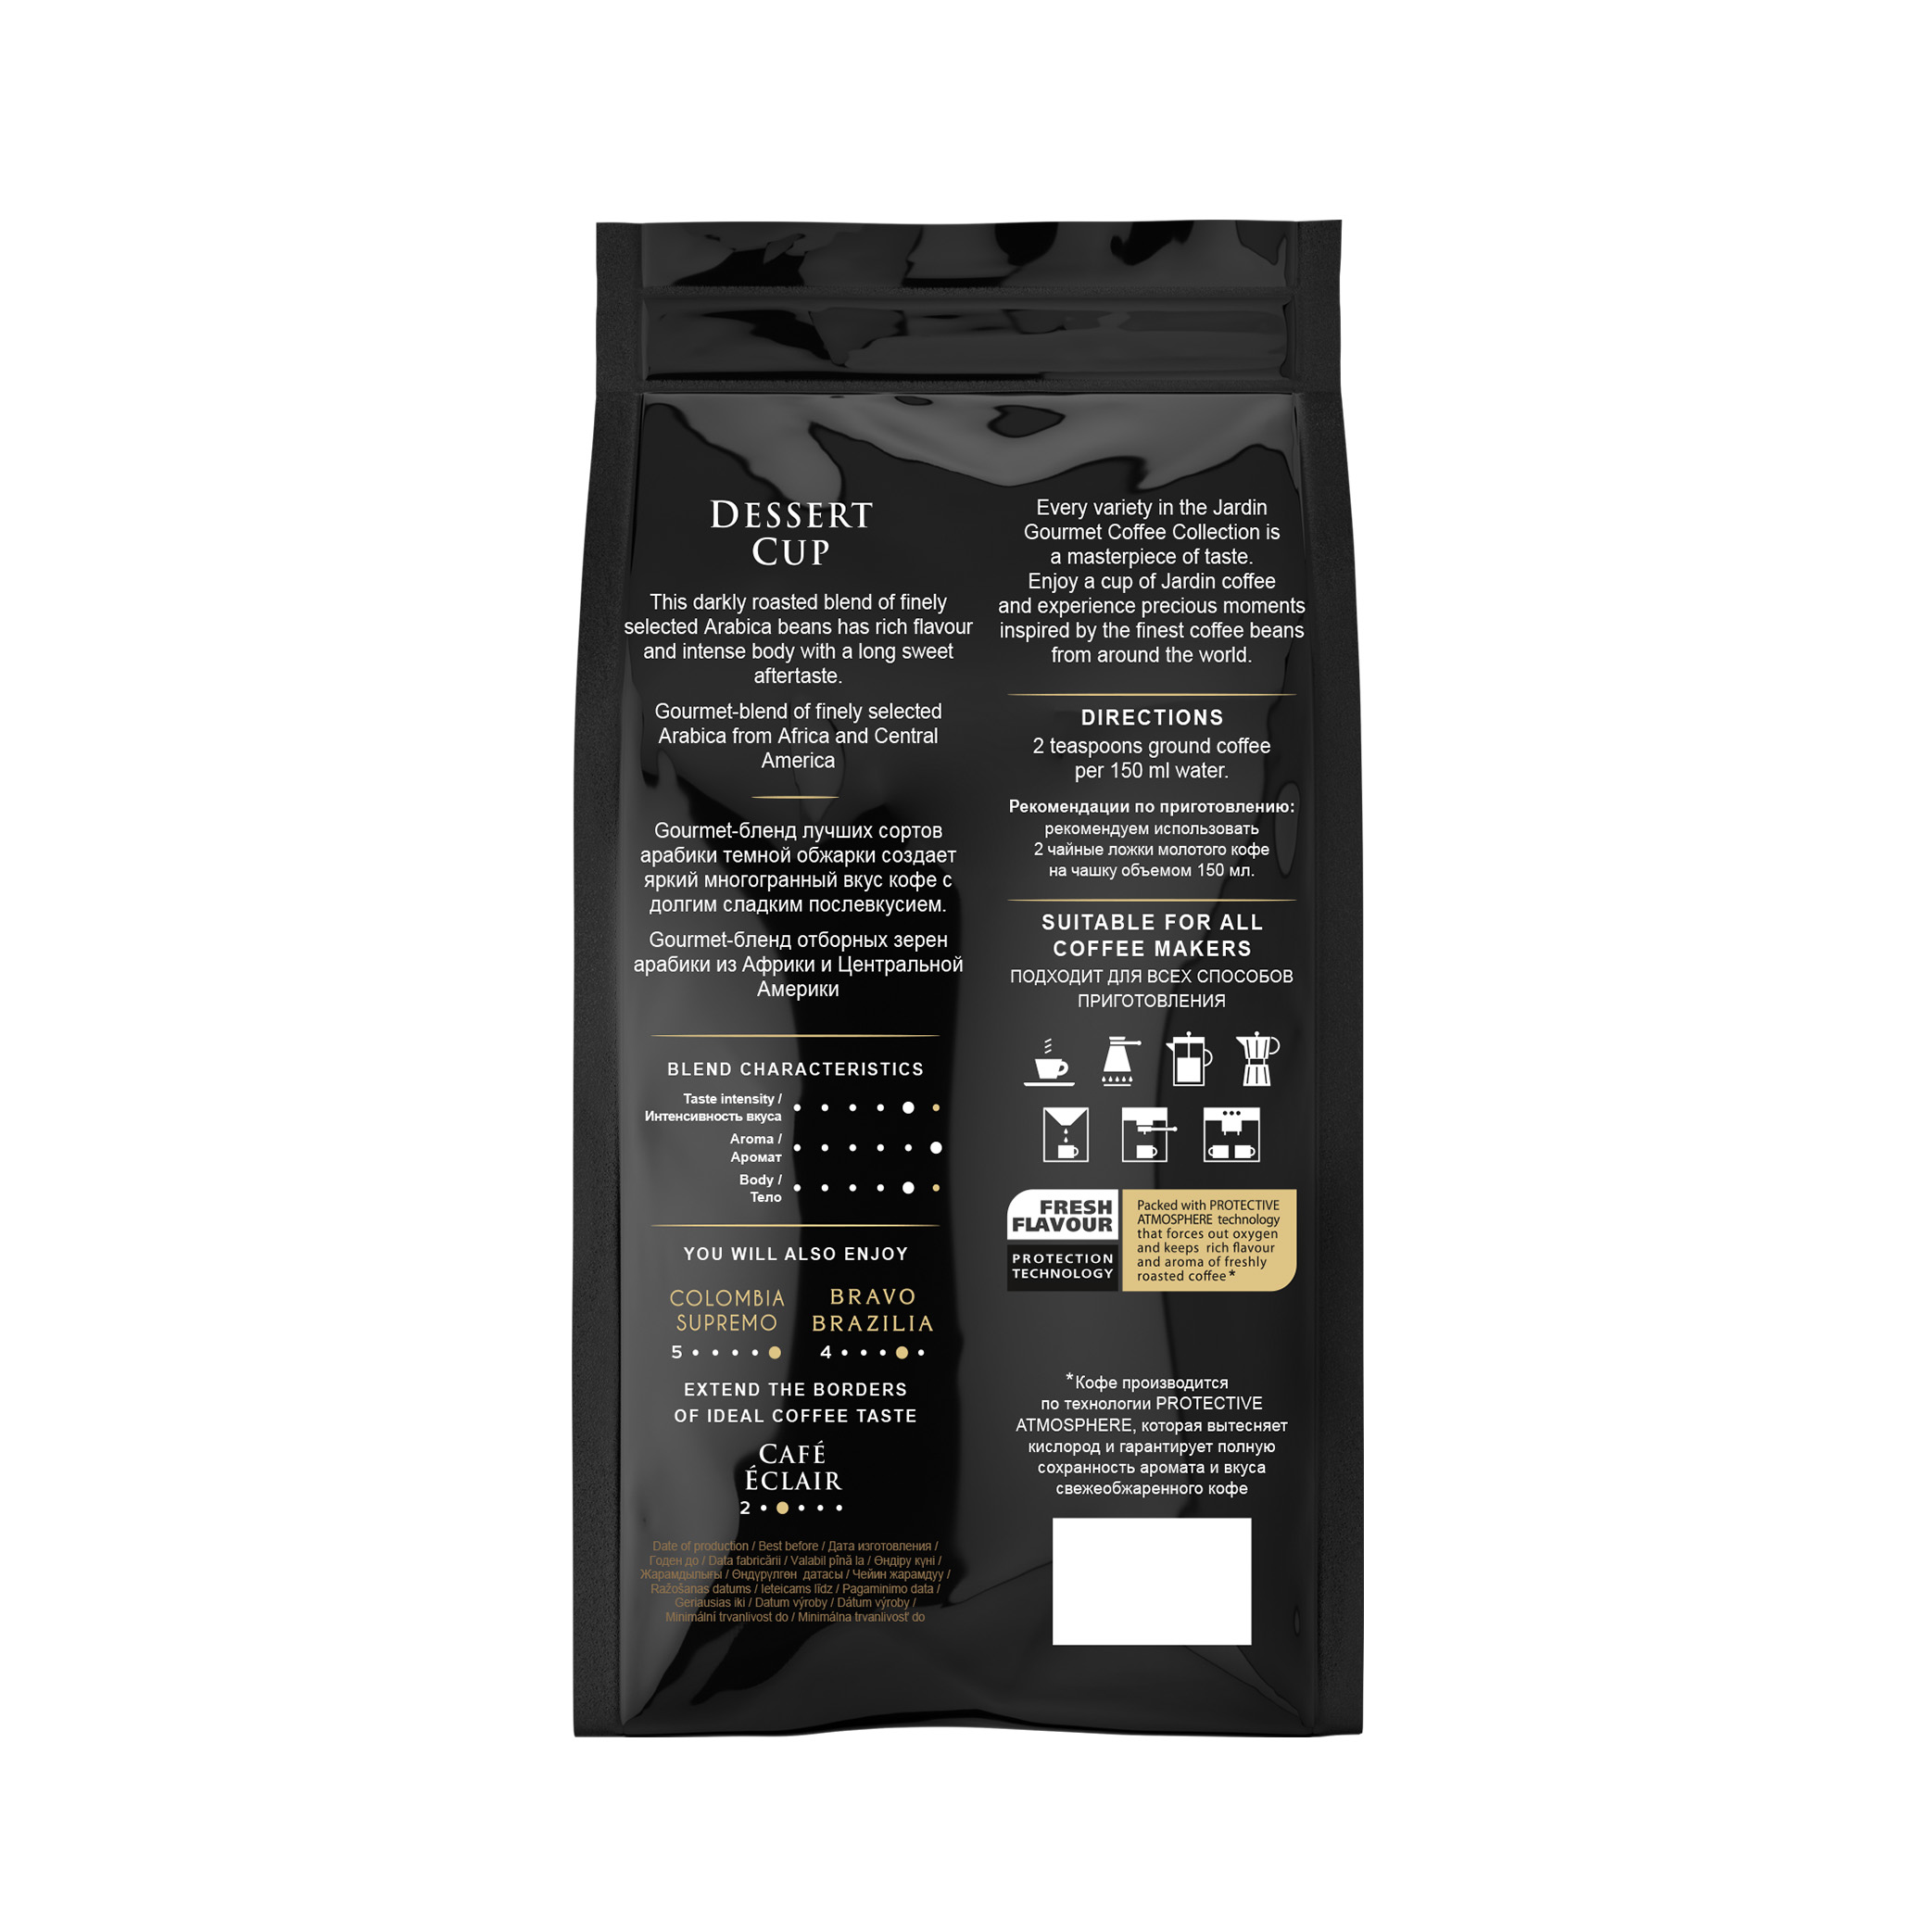 DESSERT
CUP
This darkly roasted blend of finely
selected Arabica beans has rich flavour
and intense body with a long sweet
aftertaste.
Gourmet-blend of finely selected
Arabica from Africa and Central
America
Gourmet-бленд лучших сортов
арабики темной обжарки создает
яркий многогранный вкус кофе с
долгим сладким послевкусием.
Gourmet-бленд отборных зерен
арабики из Африки и Центральной
Америки
BLEND CHARACTERISTICS
Taste intensity /
Интенсивность вкуса
Aroma /
Аромат
Body /
Тело
YOU WILL ALSO ENJOY
COLOMBIA
SUPREMO
5
BRAVO
BRAZILIA
4
EXTEND THE BORDERS
OF IDEAL COFFEE TASTE
CAFÉ
ÉCLAIR
2
Date of production / Best before / Дата изготовления /
Годен до / Data fabricării / Valabil pînă la / Өндіру күні /
Жарамдылығы / Өндүрүлгөн датасы / Чейин жарамдуу /
Ražošanas datums / Ieteicams līdz / Pagaminimo data /
Geriausias iki / Datum výroby / Dátum výroby /
Minimální trvanlivost do / Minimálna trvanlivosť do
Every variety in the Jardin
Gourmet Coffee Collection is
a masterpiece of taste.
Enjoy a cup of Jardin coffee
and experience precious moments
inspired by the finest coffee beans
from around the world.
DIRECTIONS
2 teaspoons ground coffee
per 150 ml water.
Рекомендации по приготовлению:
рекомендуем использовать
2 чайные ложки молотого кофе
на чашку объемом 150 мл.
SUITABLE FOR ALL
COFFEE MAKERS
ПОДХОДИТ ДЛЯ ВСЕХ СПОСОБОВ
ПРИГОТОВЛЕНИЯ
FRESH
FLAVOUR
PROTECTION
TECHNOLOGY
Packed with PROTECTIVE
ATMOSPHERE technology
that forces out oxygen
and keeps rich flavour
and aroma of freshly
roasted coffee*
*Кофе производится
по технологии PROTECTIVE
ATMOSPHERE, которая вытесняет
кислород и гарантирует полную
сохранность аромата и вкуса
свежеобжаренного кофе